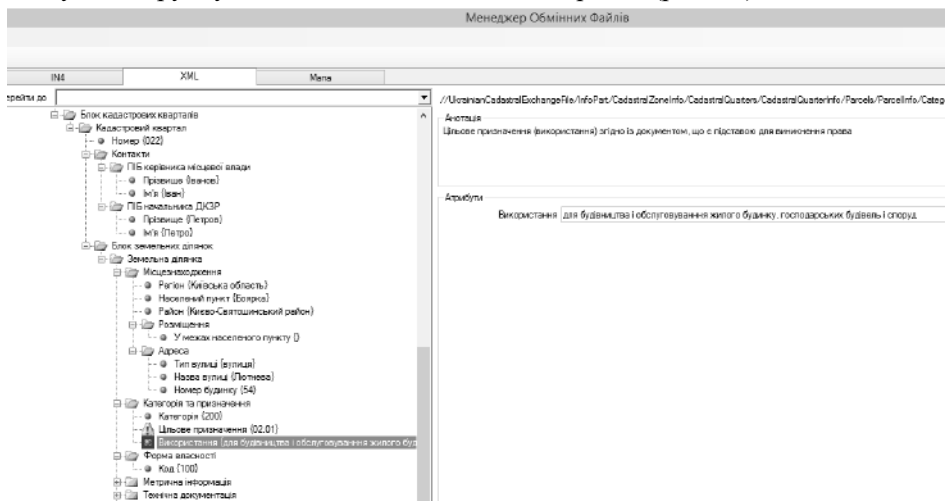 Менеджер Обмінних Файлів
IN4
XML
Мапа
ерейти до
//UkrainianCadastralExchangeFile/InfoPart/CadastralZoneInfo/CadastralQuarters/CadastralQuarterInfo/Parcels/ParcelInfo/Categ
Блок кадастрових кварталів
Кадастровий квартал
Номер (022)
Контакти
ПІБ керівника місцевої влади
Прізвище (Іванов)
Ім'я (Іван)
ПІБ начальника ДКЗР
Прізвище (Петров)
Ім'я (Петро)
Блок земельних ділянок
Земельна ділянка
Місцезнаходження
Регіон (Київська область)
Населений пункт (Боярка)
Район (Києво-Святошинський район)
Розміщення
У межах населеного пункту ()
Адреса
Тип вулиці (вулиця)
Назва вулиці (Лютнева)
Номер будинку (54)
Категорія та призначення
Категорія (200)
Цільове призначення (02.01)
Використання (для будівництва і обслуговуванння жилого буд
Форма власності
Код (100)
Метрична інформація
Технічна документація
Анотація
Цільове призначення (використання) згідно із документом, що є підставою для виникнення права
Атрибути
Використання для будівництва і обслуговуванння жилого будинку, господарських будівель і споруд